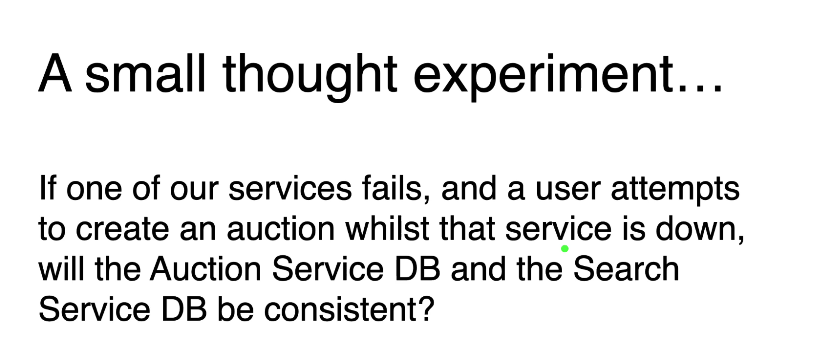 A small thought experiment…
If one of our services fails, and a user attempts
to create an auction whilst that service is down,
will the Auction Service DB and the Search
Service DB be consistent?